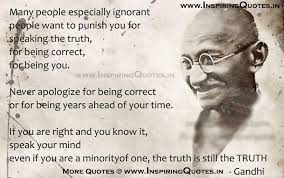 www.InspiringQuotes.in
Many people especially ignorant
people want to punish you for
speaking the truth,
for being correct,
for being you.
Never apologize for being correct
or for being years ahead of your time.
If you are right and you know it,
speak your mind
even if you are a minorityof one, the truth is still the TRUTH
More Quotes @ www.InspiringQuotes.in - Gandhi